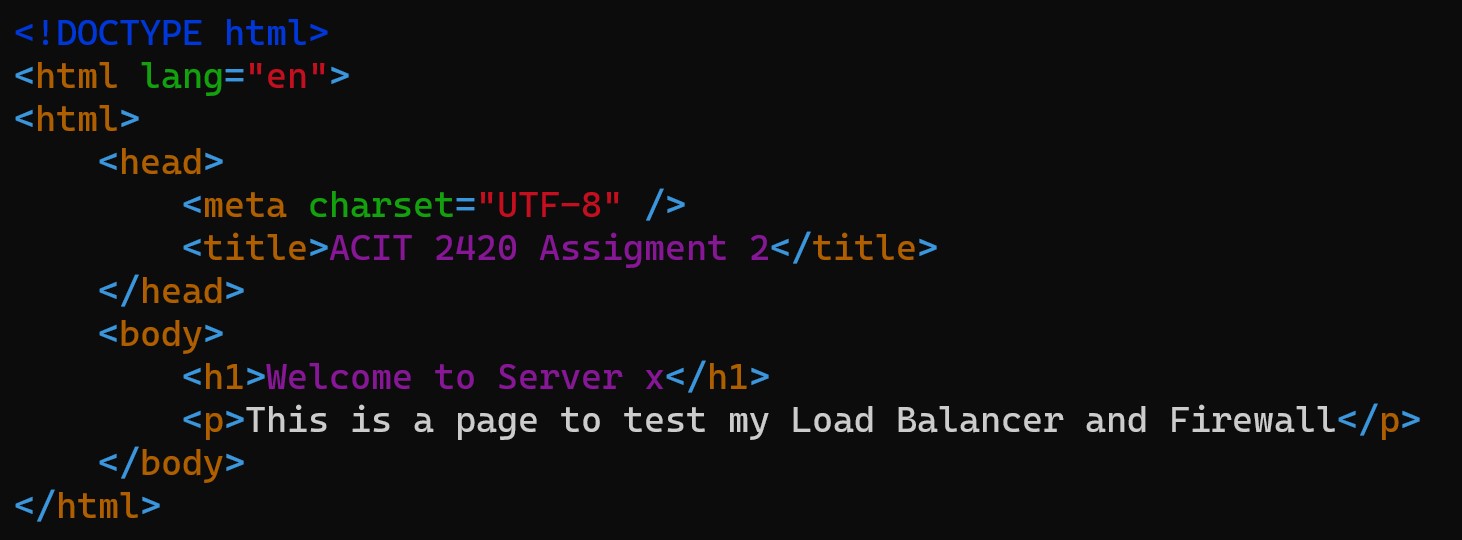 <!DOCTYPE html>
<html lang="en">
<html>
    <head>
        <meta charset="UTF-8" />
        <title>ACIT 2420 Assigment 2</title>
    </head>
    <body>
        <h1>Welcome to Server x</h1>
        <p>This is a page to test my Load Balancer and Firewall</p>
    </body>
</html>